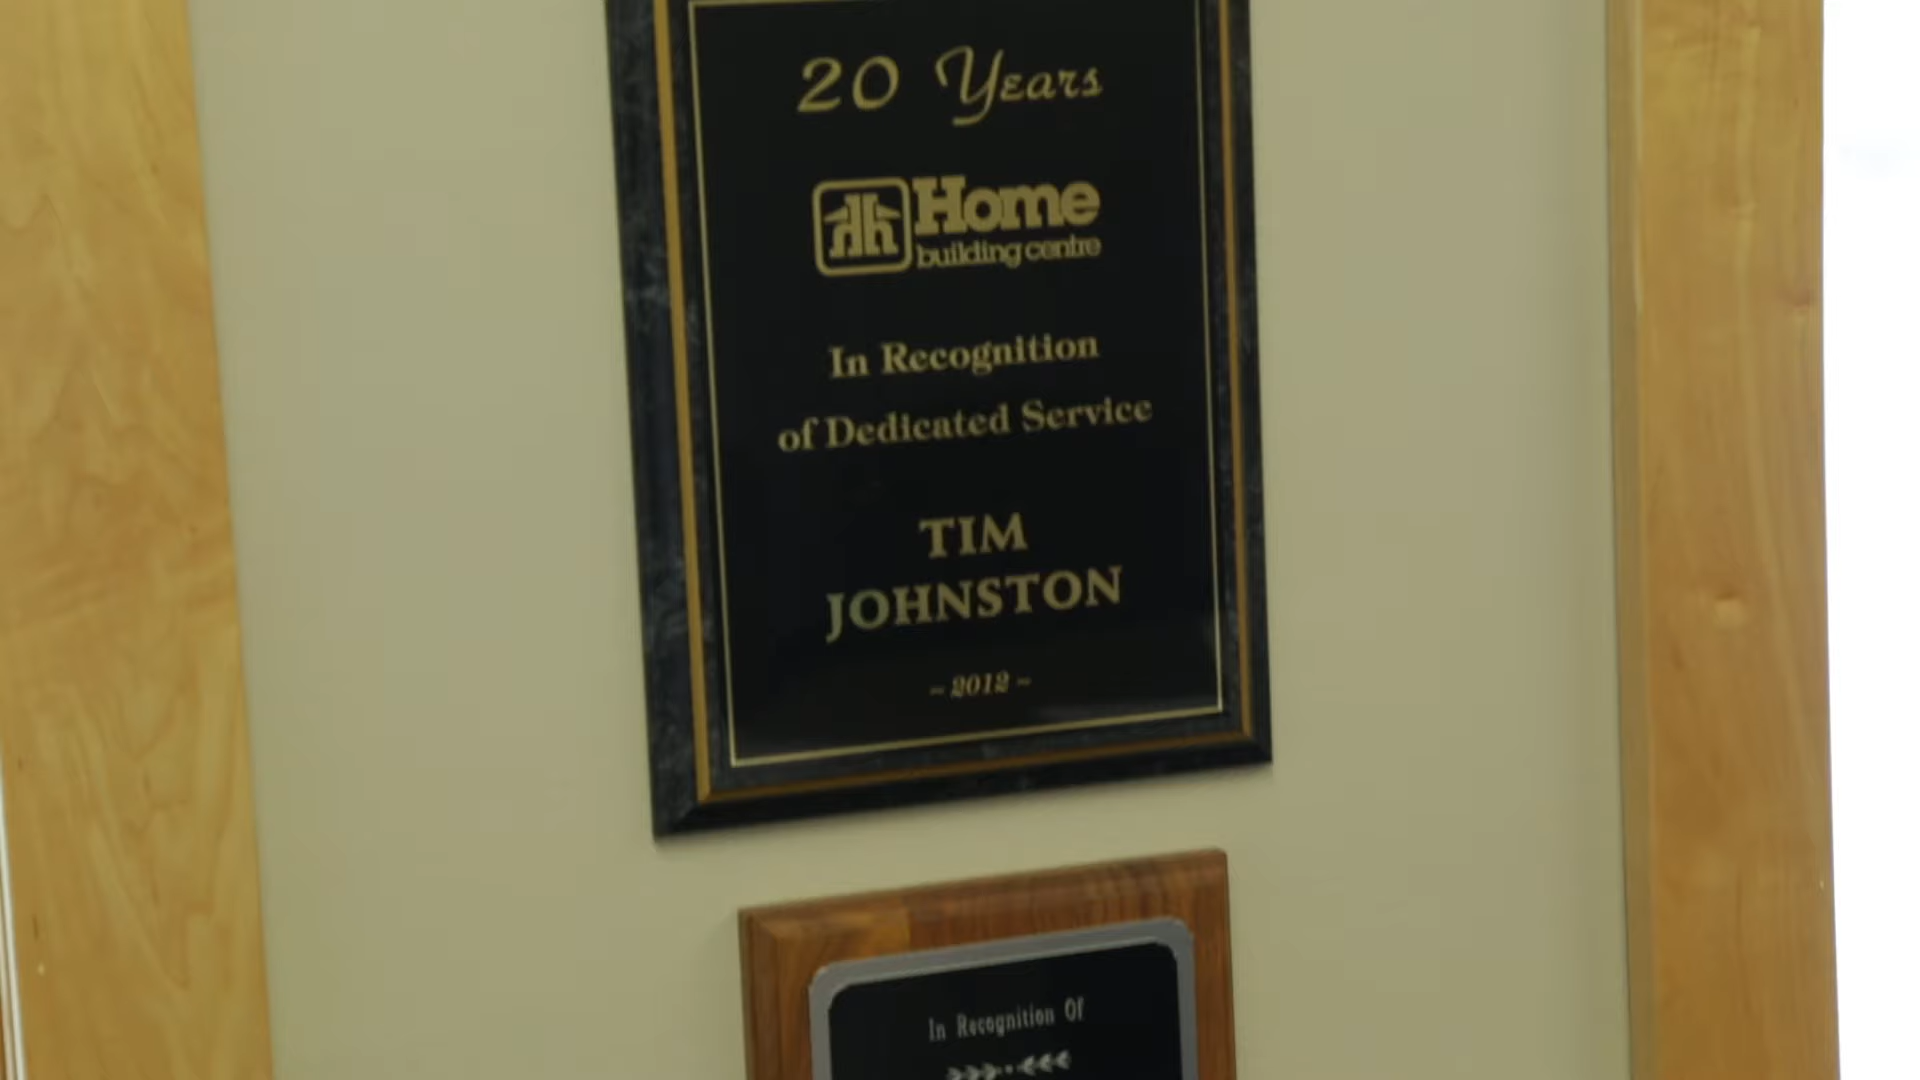 20 Years
Home
building centre
In Recognition
of Dedicated Service
TIM
JOHNSTON
~ 2012 ~
In Recognition Of